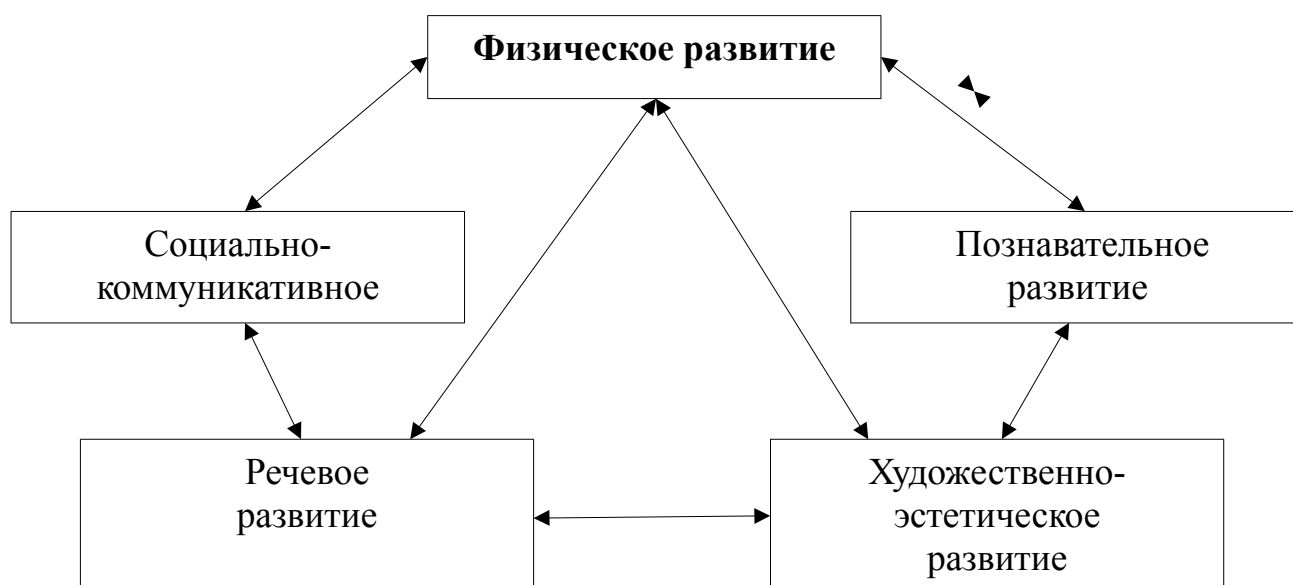 Физическое развитие
Социально-
коммуникативное
Познавательное
развитие
Речевое
развитие
Художественно-
эстетическое
развитие